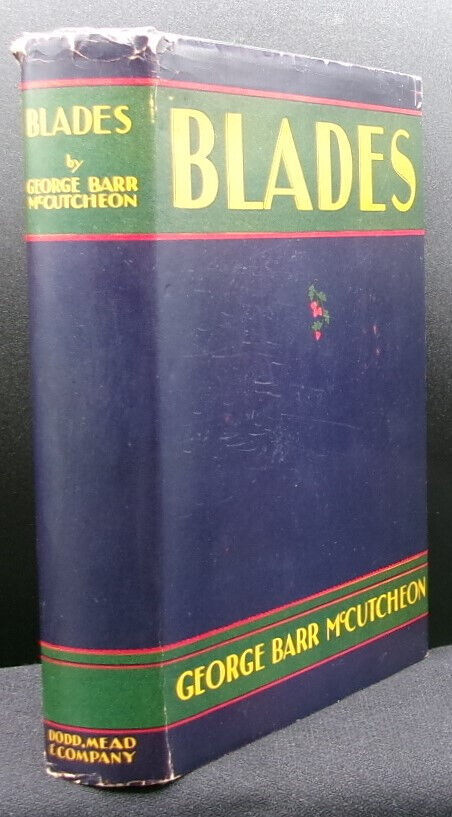 BLADES
by
GEORGE BARR
McCUTCHEON
DODD, MEAD
& COMPANY
BLADES
GEORGE BARR McCUTCHEON